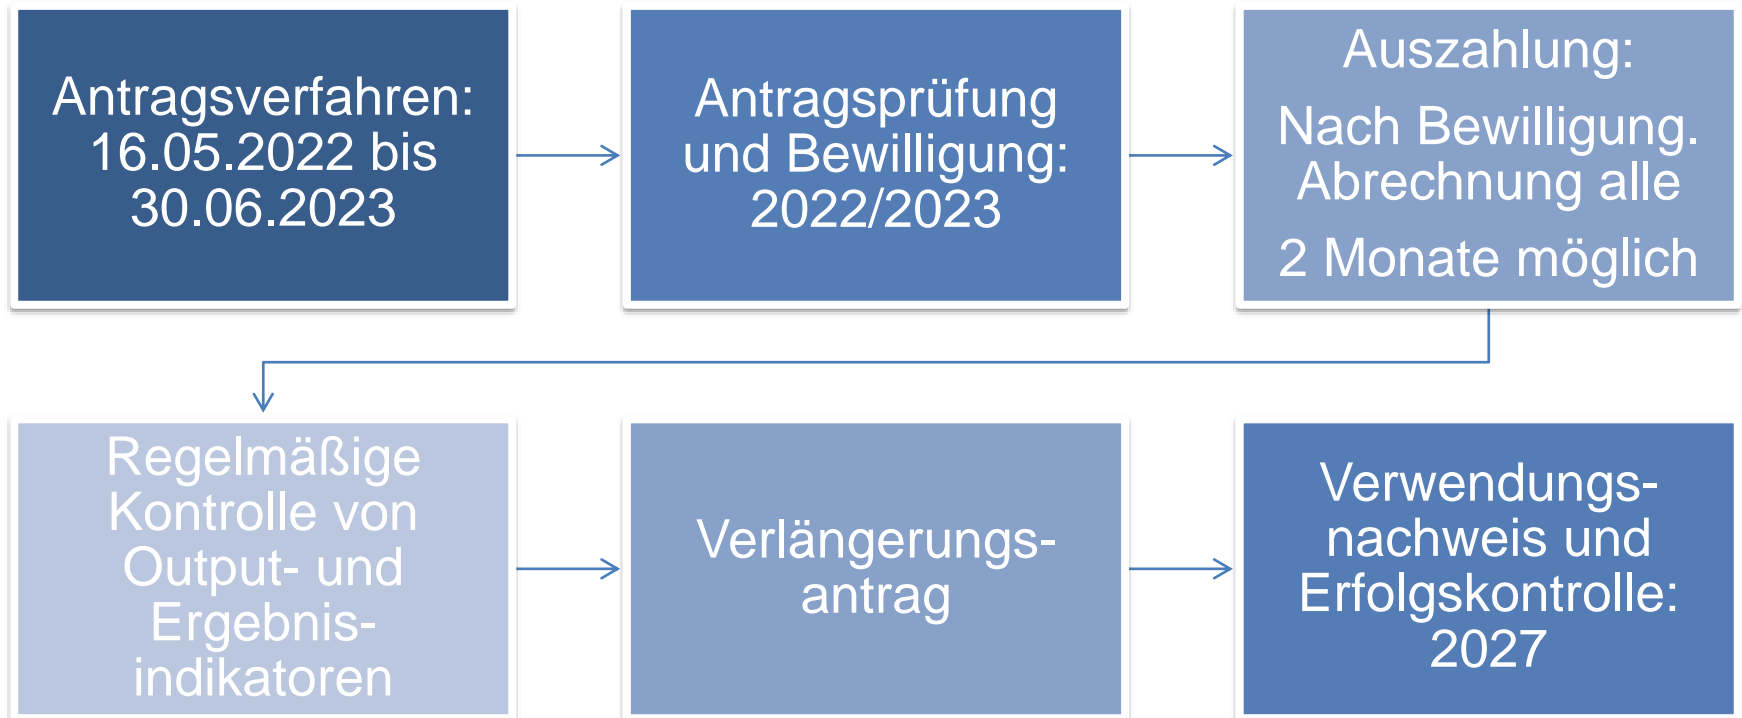 Antragsverfahren:
16.05.2022 bis
30.06.2023
Antragsprüfung
und Bewilligung:
2022/2023
Auszahlung:
Nach Bewilligung.
Abrechnung alle
2 Monate möglich
Regelmäßige
Kontrolle von
Output- und
Ergebnis-
indikatoren
Verlängerungs-
antrag
Verwendungs-
nachweis und
Erfolgskontrolle:
2027